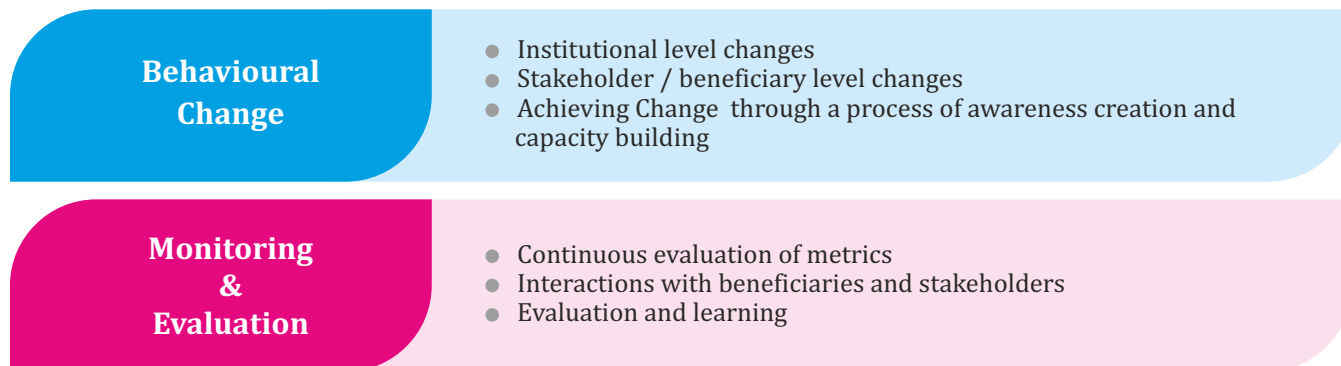 Behavioural
Change
● Institutional level changes
● Stakeholder / beneficiary level changes
● Achieving Change through a process of awareness creation and
capacity building
Monitoring
&
Evaluation
● Continuous evaluation of metrics
● Interactions with beneficiaries and stakeholders
● Evaluation and learning